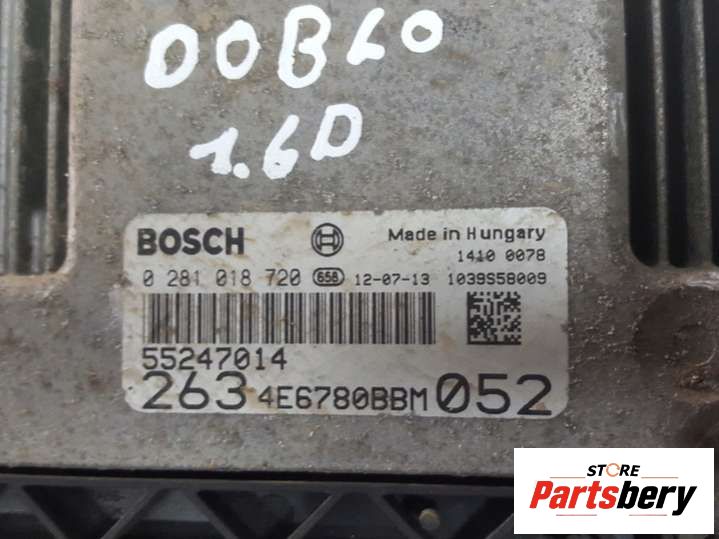 DOBLO
1.6D
BOSCH Made in Hungary
1410 0078
0 281 018 720 656 12-07-13 1039S58009
55247014
263 4E6780BBM 052
STORE
Partsbery